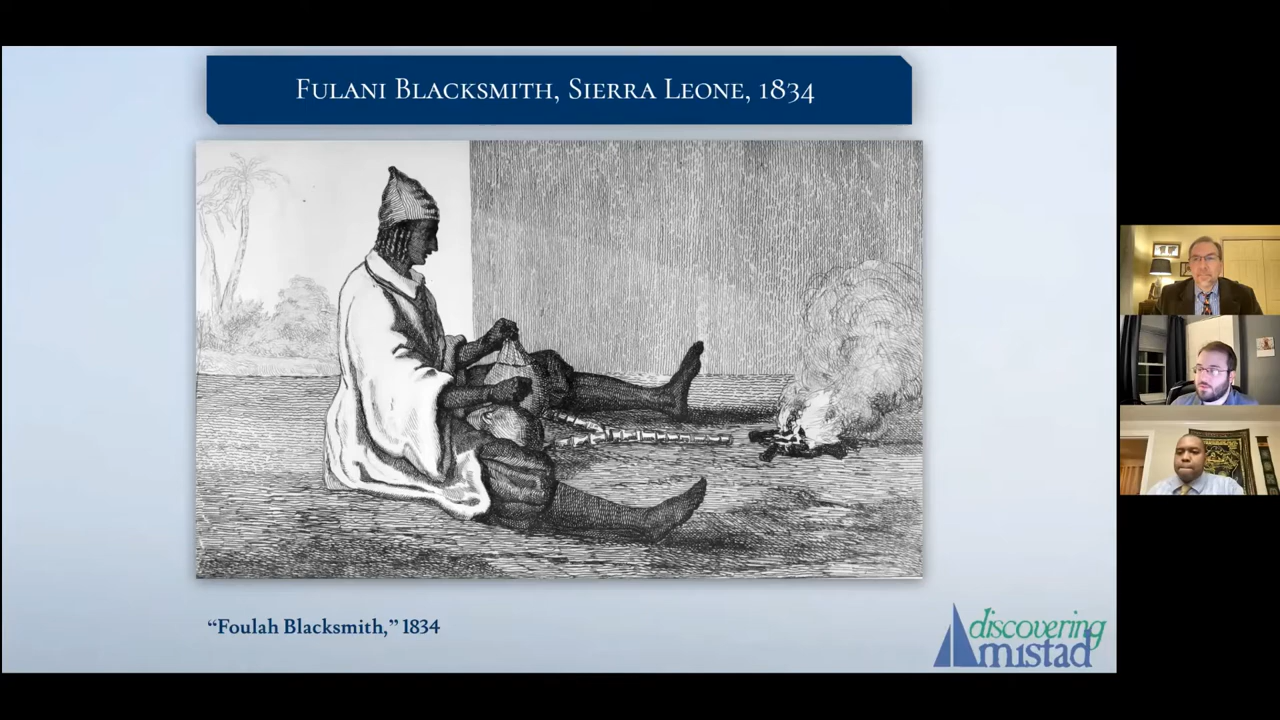 Fulani Blacksmith, Sierra Leone, 1834
“Foulah Blacksmith,” 1834
discovering
amistad